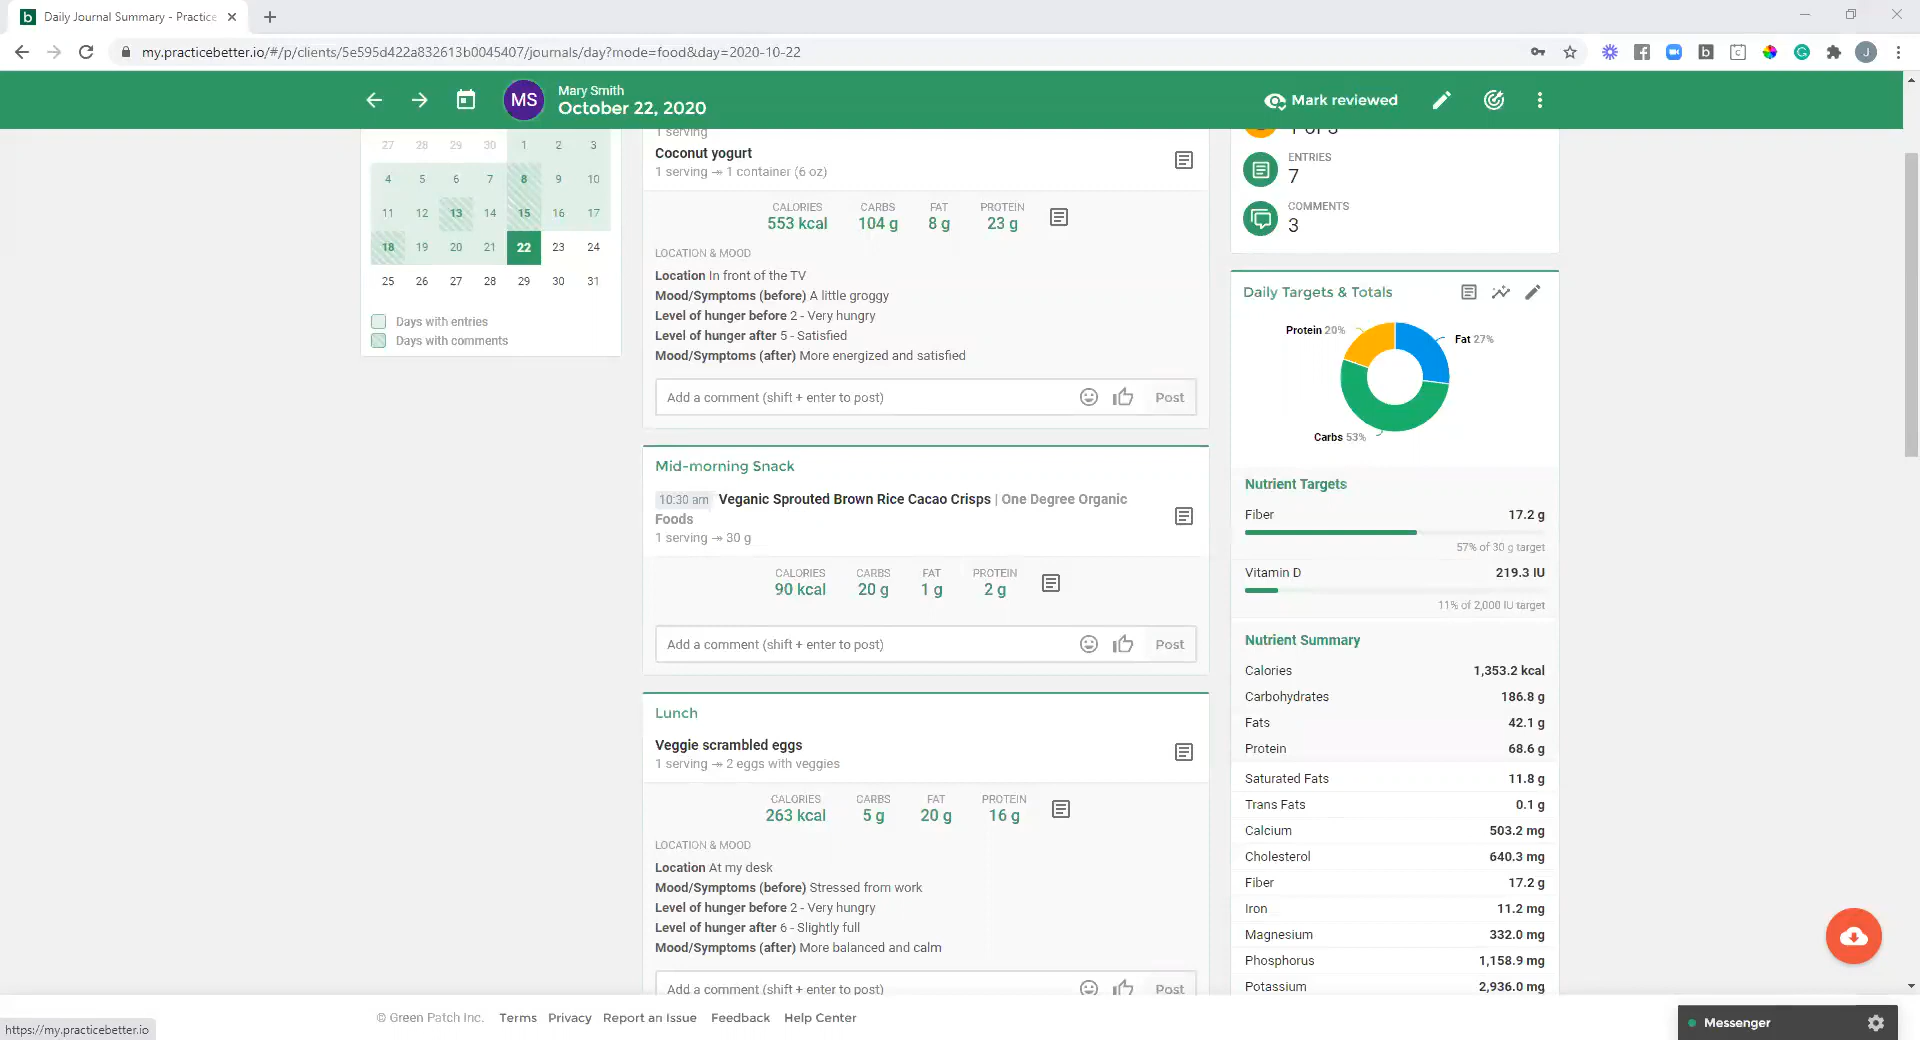 Daily Journal Summary - Practice
my.practicebetter.io/#/p/clients/5e595d422a832613b0045407/journals/day?mode=food&day=2020-10-22
J
MS
Mary Smith
October 22, 2020
Mark reviewed
27 28 29 30 1 2 3
4 5 6 7 8 9 10
11 12 13 14 15 16 17
18 19 20 21 22 23 24
25 26 27 28 29 30 31
Days with entries
Days with comments
1 serving
Coconut yogurt
1 serving → 1 container (6 oz)
CALORIES CARBS FAT PROTEIN
553 kcal 104 g 8 g 23 g
LOCATION & MOOD
Location In front of the TV
Mood/Symptoms (before) A little groggy
Level of hunger before 2 - Very hungry
Level of hunger after 5 - Satisfied
Mood/Symptoms (after) More energized and satisfied
Add a comment (shift + enter to post) Post
Mid-morning Snack
10:30 am Veganic Sprouted Brown Rice Cacao Crisps | One Degree Organic
Foods
1 serving → 30 g
CALORIES CARBS FAT PROTEIN
90 kcal 20 g 1 g 2 g
Add a comment (shift + enter to post) Post
Lunch
Veggie scrambled eggs
1 serving → 2 eggs with veggies
CALORIES CARBS FAT PROTEIN
263 kcal 5 g 20 g 16 g
LOCATION & MOOD
Location At my desk
Mood/Symptoms (before) Stressed from work
Level of hunger before 2 - Very hungry
Level of hunger after 6 - Slightly full
Mood/Symptoms (after) More balanced and calm
Add a comment (shift + enter to post) Post
ENTRIES
7
COMMENTS
3
Daily Targets & Totals
Protein 20%
Fat 27%
Carbs 53%
Nutrient Targets
Fiber 17.2 g
57% of 30 g target
Vitamin D 219.3 IU
11% of 2,000 IU target
Nutrient Summary
Calories 1,353.2 kcal
Carbohydrates 186.8 g
Fats 42.1 g
Protein 68.6 g
Saturated Fats 11.8 g
Trans Fats 0.1 g
Calcium 503.2 mg
Cholesterol 640.3 mg
Fiber 17.2 g
Iron 11.2 mg
Magnesium 332.0 mg
Phosphorus 1,158.9 mg
Potassium 2,936.0 mg
© Green Patch Inc. Terms Privacy Report an Issue Feedback Help Center
https://my.practicebetter.io
Messenger